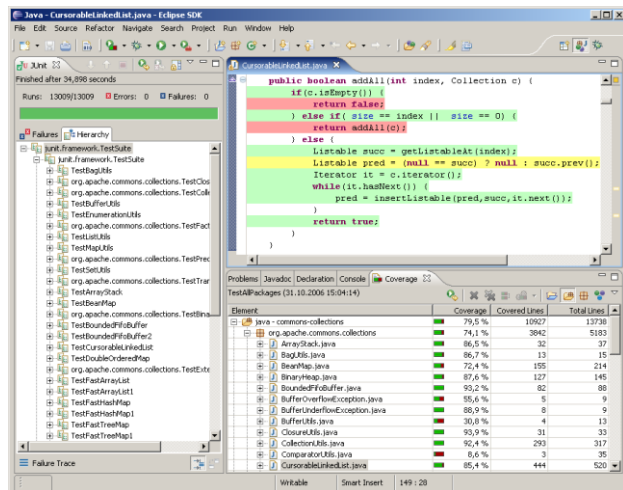 Java - CursorableLinkedList.java - Eclipse SDK
File Edit Source Refactor Navigate Search Project Run Window Help
JUnit
Finished after 34,898 seconds
Runs: 13009/13009 Errors: 0 Failures: 0
Failures Hierarchy
junit.framework.TestSuite
junit.framework.TestSuite
TestBagUtils
org.apache.commons.collections.TestClos
org.apache.commons.collections.TestColle
TestBufferUtils
TestEnumerationUtils
org.apache.commons.collections.TestFact
TestListUtils
TestMapUtils
org.apache.commons.collections.TestPrec
TestSetUtils
org.apache.commons.collections.TestTrar
TestArrayStack
TestBeanMap
org.apache.commons.collections.TestBina
TestBoundedFifoBuffer
TestBoundedFifoBuffer2
TestCursorableLinkedList
TestDoubleOrderedMap
org.apache.commons.collections.TestExte
TestFastArrayList
TestFastArrayList1
TestFastHashMap
TestFastHashMap1
TestFastTreeMap
TestFastTreeMap1
Failure Trace
CursorableLinkedList.java
public boolean addAll(int index, Collection c) {
if(c.isEmpty()) {
return false;
} else if( size == index || size == 0) {
return addAll(c);
} else {
Listable succ = getListableAt(index);
Listable pred = (null == succ) ? null : succ.prev();
Iterator it = c.iterator();
while(it.hasNext()) {
pred = insertListable(pred,succ,it.next());
}
return true;
}
}
Problems Javadoc Declaration Console Coverage
TestAllPackages (31.10.2006 15:04:14)
Element Coverage Covered Lines Total Lines
java - commons-collections 79,5 % 10927 13738
org.apache.commons.collections 74,1 % 3842 5183
ArrayStack.java 86,5 % 32 37
BagUtils.java 86,7 % 13 15
BeanMap.java 72,4 % 155 214
BinaryHeap.java 87,6 % 127 145
BoundedFifoBuffer.java 93,2 % 82 88
BufferOverflowException.java 55,6 % 5 9
BufferUnderflowException.java 88,9 % 8 9
BufferUtils.java 30,8 % 4 13
ClosureUtils.java 93,9 % 31 33
CollectionUtils.java 92,4 % 293 317
ComparatorUtils.java 8,6 % 3 35
CursorableLinkedList.java 85,4 % 444 520
Writable Smart Insert 149 : 28